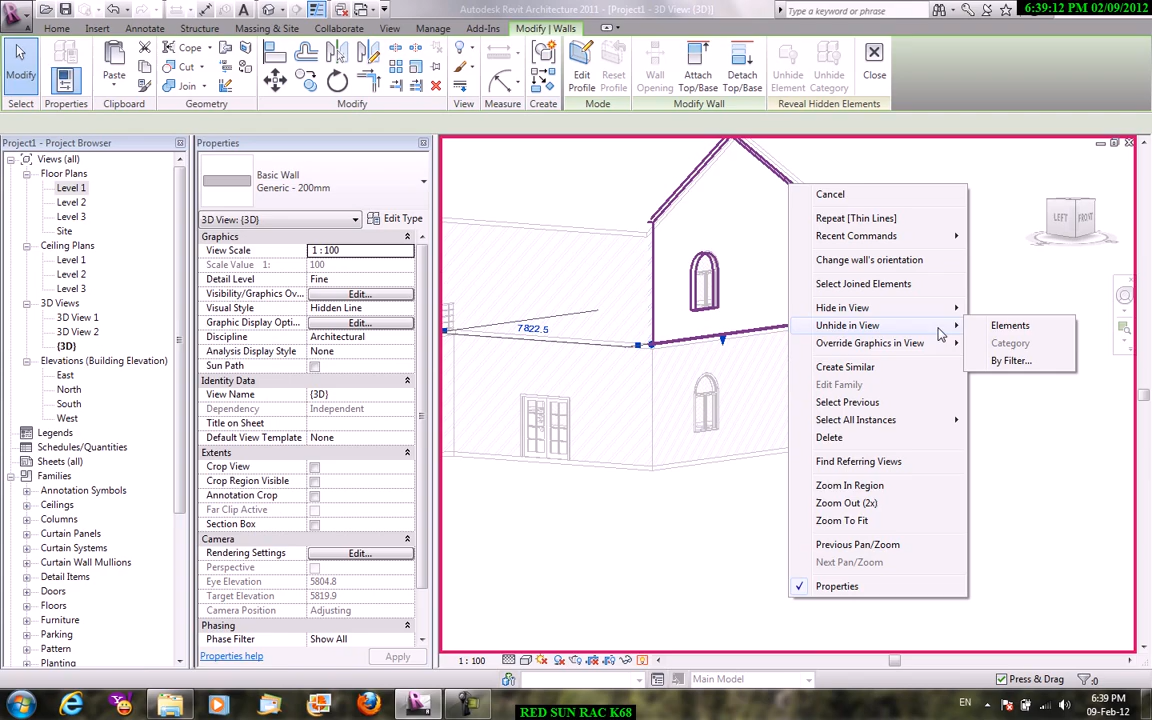 Autodesk Revit Architecture 2011 - [Project1 - 3D View: {3D}]
Type a keyword or phrase
6:39:12 PM 02/09/2012
Home Insert Annotate Structure Massing & Site Collaborate View Manage Add-Ins Modify | Walls
Modify
Paste
Cope
Cut
Join
Edit Profile
Reset Profile
Wall Opening
Attach Top/Base
Detach Top/Base
Unhide Element
Unhide Category
Close
Select Properties Clipboard Geometry Modify View Measure Create Mode Modify Wall Reveal Hidden Elements
Project1 - Project Browser
Views (all)
Floor Plans
Level 1
Level 2
Level 3
Site
Ceiling Plans
Level 1
Level 2
Level 3
3D Views
3D View 1
3D View 2
{3D}
Elevations (Building Elevation)
East
North
South
West
Legends
Schedules/Quantities
Sheets (all)
Families
Annotation Symbols
Ceilings
Columns
Curtain Panels
Curtain Systems
Curtain Wall Mullions
Detail Items
Doors
Floors
Furniture
Parking
Pattern
Planting
Properties
Basic Wall
Generic - 200mm
3D View: {3D} Edit Type
Graphics
View Scale 1 : 100
Scale Value 1: 100
Detail Level Fine
Visibility/Graphics Ov... Edit...
Visual Style Hidden Line
Graphic Display Opti... Edit...
Discipline Architectural
Analysis Display Style None
Sun Path
Identity Data
View Name {3D}
Dependency Independent
Title on Sheet
Default View Template None
Extents
Crop View
Crop Region Visible
Annotation Crop
Far Clip Active
Section Box
Camera
Rendering Settings Edit...
Perspective
Eye Elevation 5804.8
Target Elevation 5819.9
Camera Position Adjusting
Phasing
Phase Filter Show All
Properties help Apply
7822.5
LEFT FRONT
Cancel
Repeat [Thin Lines]
Recent Commands
Change wall's orientation
Select Joined Elements
Hide in View
Unhide in View
Override Graphics in View
Create Similar
Edit Family
Select Previous
Select All Instances
Delete
Find Referring Views
Zoom In Region
Zoom Out (2x)
Zoom To Fit
Previous Pan/Zoom
Next Pan/Zoom
Properties
Elements
Category
By Filter...
1 : 100
Main Model
Press & Drag
:0
EN
6:39 PM
09-Feb-12
RED SUN RAC K68